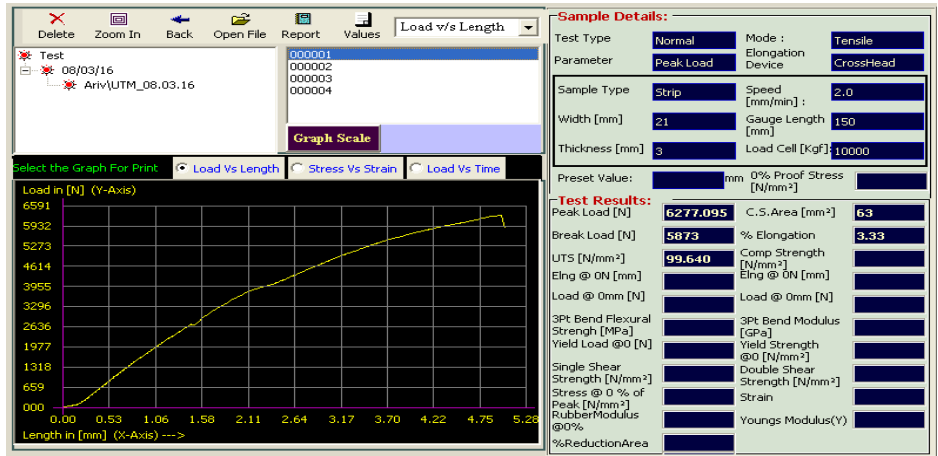 Delete Zoom In Back Open File Report Values Load v/s Length
Test
08/03/16
Ariv\UTM_08.03.16
000001
000002
000003
000004
Graph Scale
Select the Graph For Print Load Vs Length Stress Vs Strain Load Vs Time
Load in [N] (Y-Axis)
6591
5932
5273
4614
3955
3296
2636
1977
1318
659
000
0.00 0.53 1.06 1.58 2.11 2.64 3.17 3.70 4.22 4.75 5.28
Length in [mm] (X-Axis) --->
Sample Details:
Test Type Normal Mode : Tensile
Parameter Peak Load Elongation Device CrossHead
Sample Type Strip Speed [mm/min] : 2.0
Width [mm] 21 Gauge Length [mm] 150
Thickness [mm] 3 Load Cell [Kgf]: 10000
Preset Value: mm 0% Proof Stress [N/mm²]
Test Results:
Peak Load [N] 6277.095 C.S.Area [mm²] 63
Break Load [N] 5873 % Elongation 3.33
UTS [N/mm²] 99.640 Comp Strength [N/mm²]
Elng @ 0N [mm] Elng @ 0N [mm]
Load @ 0mm [N] Load @ 0mm [N]
3Pt Bend Flexural Strengh [MPa] 3Pt Bend Modulus [GPa]
Yield Load @0 [N] Yield Strength @0 [N/mm²]
Single Shear Strength [N/mm²] Double Shear Strength [N/mm²]
Stress @ 0 % of Peak [N/mm²] Strain
RubberModulus @0% Youngs Modulus(Y)
%ReductionArea